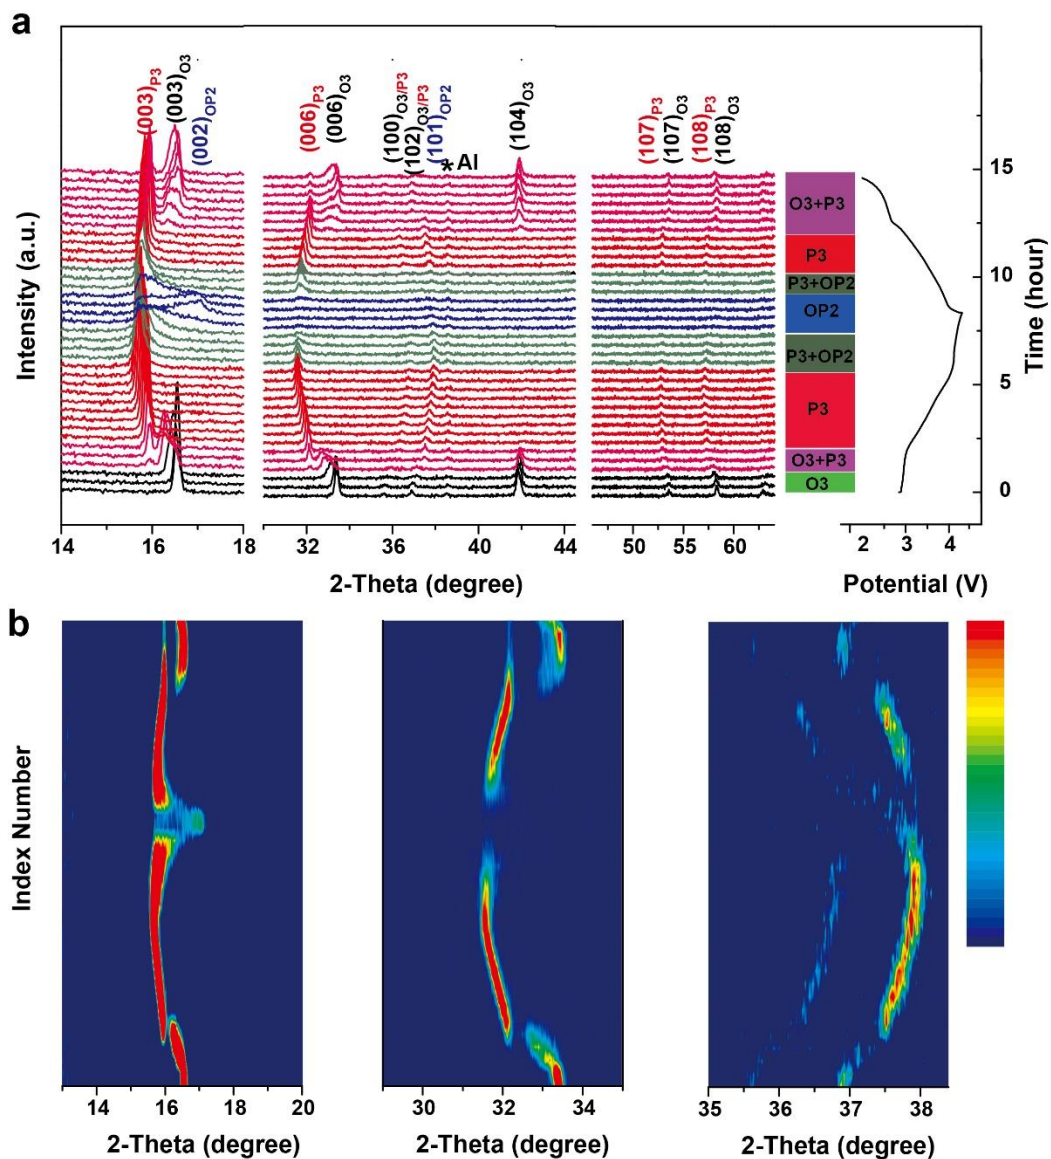 a
(003)P3
(003)O3
(002)OP2
(006)P3
(006)O3
(100)O3/P3
(102)O3/P3
(101)OP2
* Al
(104)O3
(107)P3
(107)O3
(108)P3
(108)O3
Intensity (a.u.)
O3+P3
P3
P3+OP2
OP2
P3+OP2
P3
O3+P3
O3
15
10
5
0
Time (hour)
14 16 18 32 36 40 44 50 55 60 2 3 4
2-Theta (degree) Potential (V)
b
Index Number
14 16 18 20 30 32 34 35 36 37 38
2-Theta (degree) 2-Theta (degree) 2-Theta (degree)